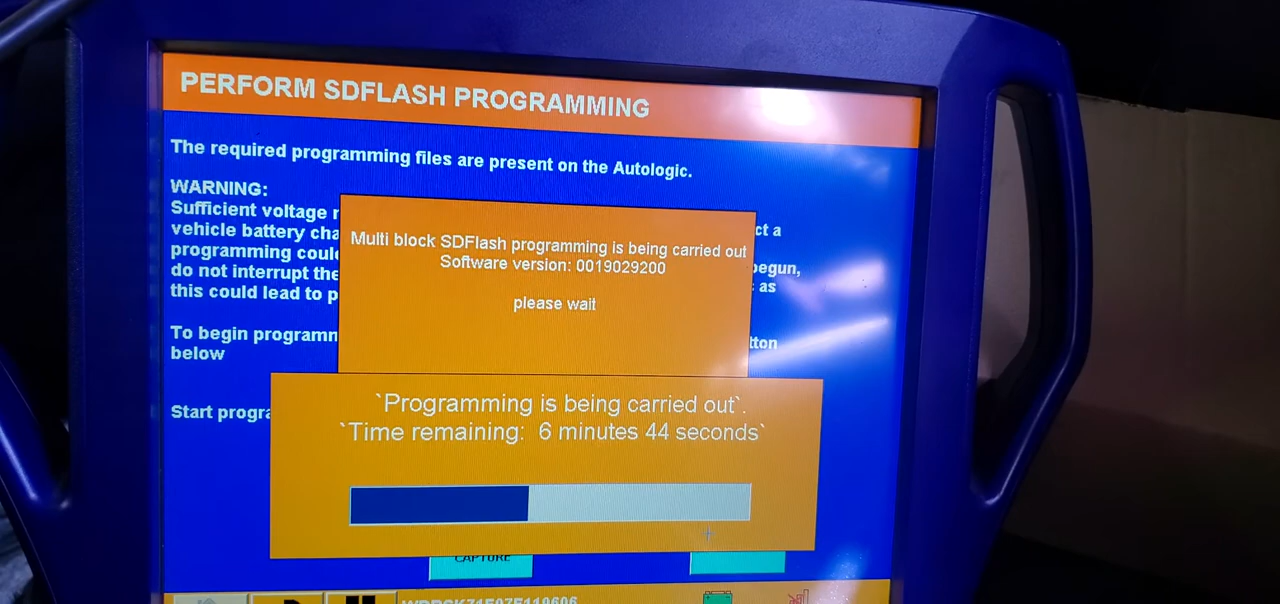 PERFORM SDFLASH PROGRAMMING
The required programming files are present on the Autologic.
WARNING:
Sufficient voltage
vehicle battery ct a
programming
do not interrupt the begun,
this could lead to as
To begin tton
below
Start
Multi block SDFlash programming is being carried out
Software version: 0019029200
please wait
`Programming is being carried out`.
`Time remaining: 6 minutes 44 seconds`
CAPTURE